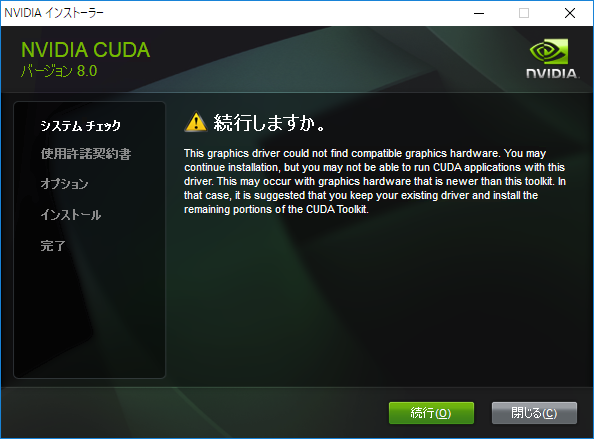 NVIDIA インストーラー
NVIDIA CUDA
バージョン 8.0
NVIDIA.
システム チェック
使用許諾契約書
オプション
インストール
完了
続行しますか。
This graphics driver could not find compatible graphics hardware. You may
continue installation, but you may not be able to run CUDA applications with this
driver. This may occur with graphics hardware that is newer than this toolkit. In
that case, it is suggested that you keep your existing driver and install the
remaining portions of the CUDA Toolkit.
続行(O)
閉じる(C)